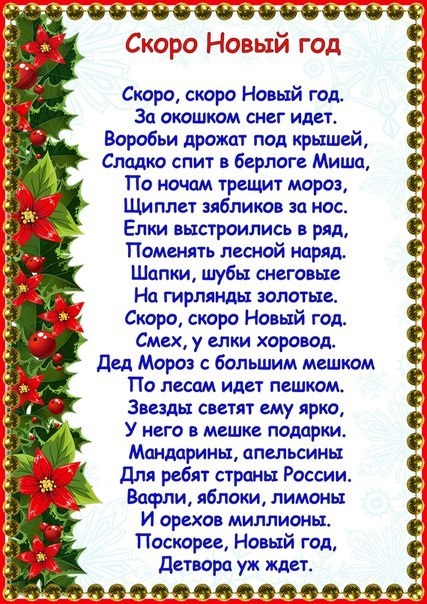 Скоро Новый год
Скоро, скоро Новый год.
За окошком снег идет.
Воробьи дрожат под крышей,
Сладко спит в берлоге Миша,
По ночам трещит мороз,
Щиплет зябликов за нос.
Елки выстроились в ряд,
Поменять лесной наряд.
Шапки, шубы снеговые
На гирлянды золотые.
Скоро, скоро Новый год.
Смех, у елки хоровод.
Дед Мороз с большим мешком
По лесам идет пешком.
Звезды светят ему ярко,
У него в мешке подарки.
Мандарины, апельсины
Для ребят страны России.
Вафли, яблоки, лимоны
И орехов миллионы.
Поскорее, Новый год,
Детвора уж ждет.